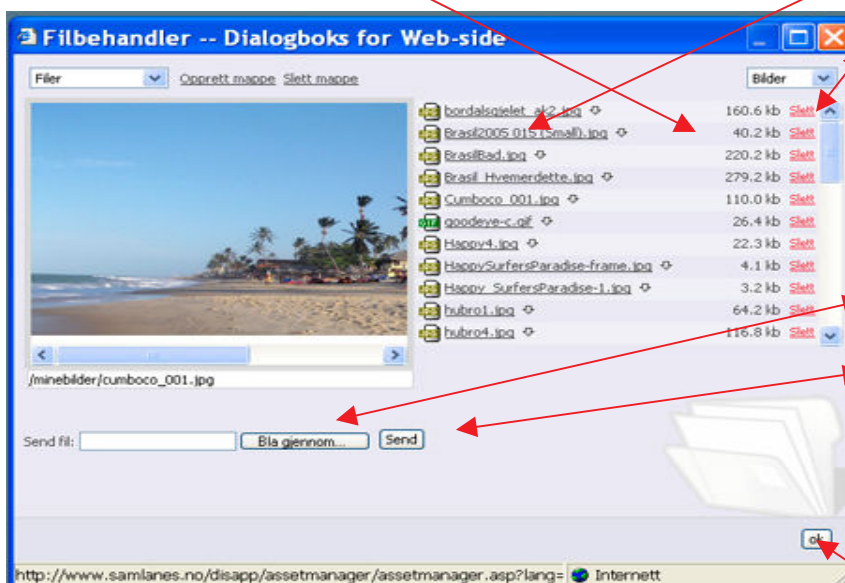 Filbehandler -- Dialogboks for Web-side
Filer Opprett mappe Slett mappe Bilder
bordalsgjelet_ak2.jpg 160.6 kb Slett
Brasil2005 015 (Small).jpg 40.2 kb Slett
BrasilBad.jpg 220.2 kb Slett
Brasil_Hvemerdette.jpg 279.2 kb Slett
Cumboco_001.jpg 110.0 kb Slett
goodeve-c.gif 26.4 kb Slett
Happy4.jpg 22.3 kb Slett
HappySurfersParadise-frame.jpg 4.1 kb Slett
Happy_SurfersParadise-1.jpg 3.2 kb Slett
hubro1.jpg 64.2 kb Slett
hubro4.jpg 116.8 kb Slett
/minebilder/cumboco_001.jpg
Send fil: Bla gjennom... Send
ok
http://www.samlanes.no/disapp/assetmanager/assetmanager.asp?lang= Internett